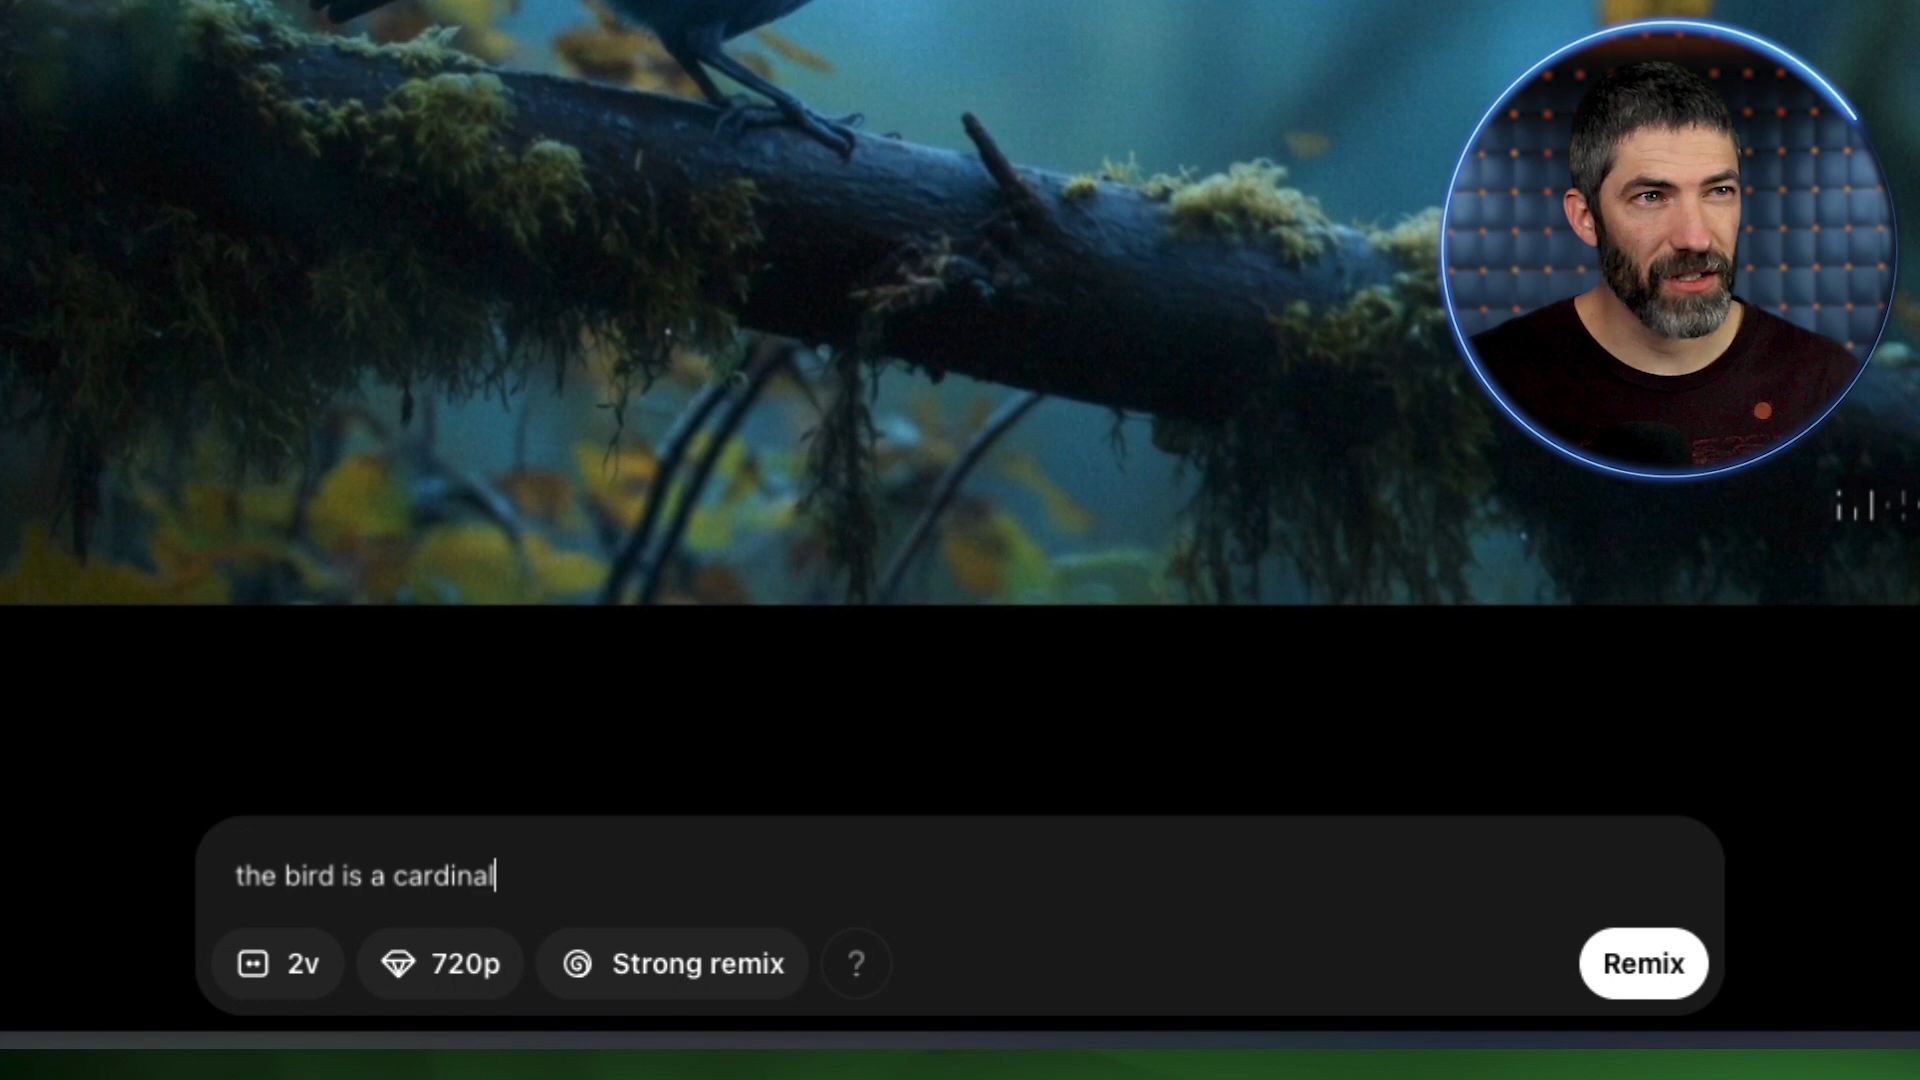 the bird is a cardinal
2v
720p
Strong remix
?
Remix